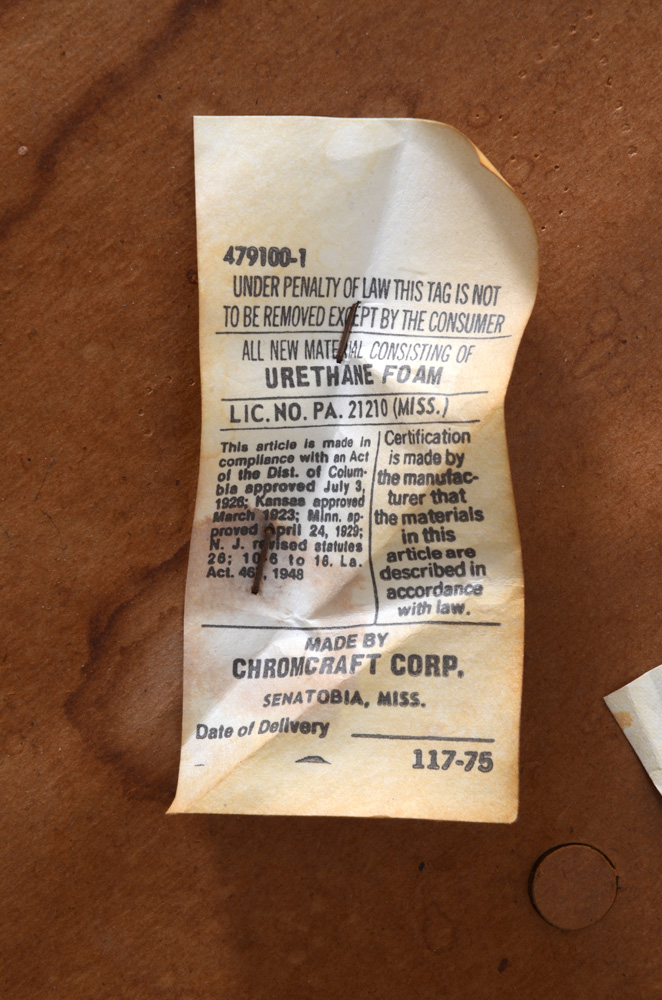 479100-1
UNDER PENALTY OF LAW THIS TAG IS NOT
TO BE REMOVED EXCEPT BY THE CONSUMER
ALL NEW MATERIAL CONSISTING OF
URETHANE FOAM
LIC. NO. PA. 21210 (MISS.)
This article is made in
compliance with an Act
of the Dist. of Colum-
bia approved July 3,
1926; Kansas approved
March 1923; Minn. ap-
proved April 24, 1929;
N. J. revised statutes
26; 10-6 to 16. La.
Act. 467, 1948
Certification
is made by
the manufac-
turer that
the materials
in this
article are
described in
accordance
with law.
MADE BY
CHROMCRAFT CORP.
SENATOBIA, MISS.
Date of Delivery
117-75